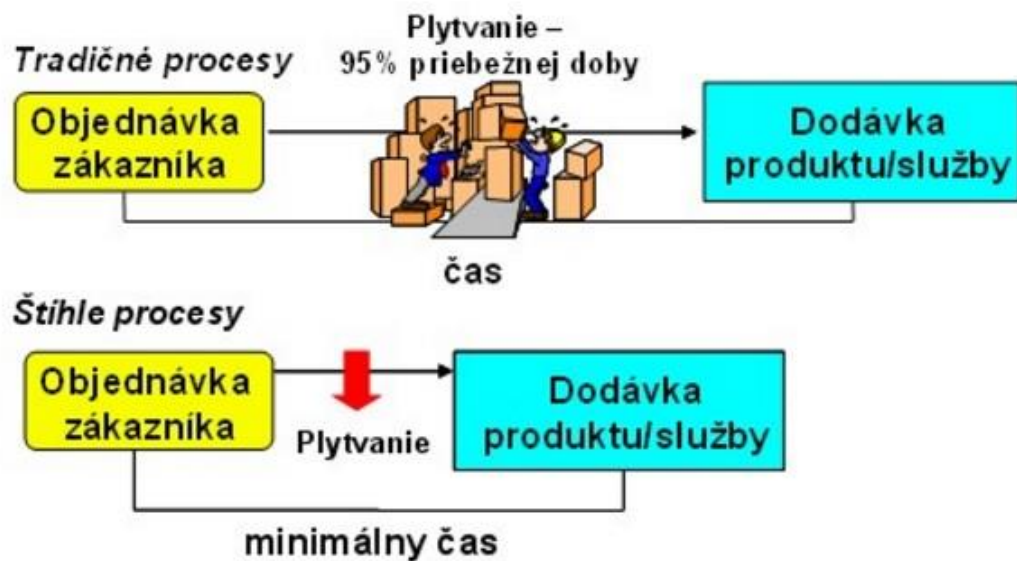 Plytvanie –
Tradičné procesy
95% priebežnej doby
Objednávka
zákazníka
Dodávka
produktu/služby
čas
Štíhle procesy
Objednávka
zákazníka
Plytvanie
Dodávka
produktu/služby
minimálny čas